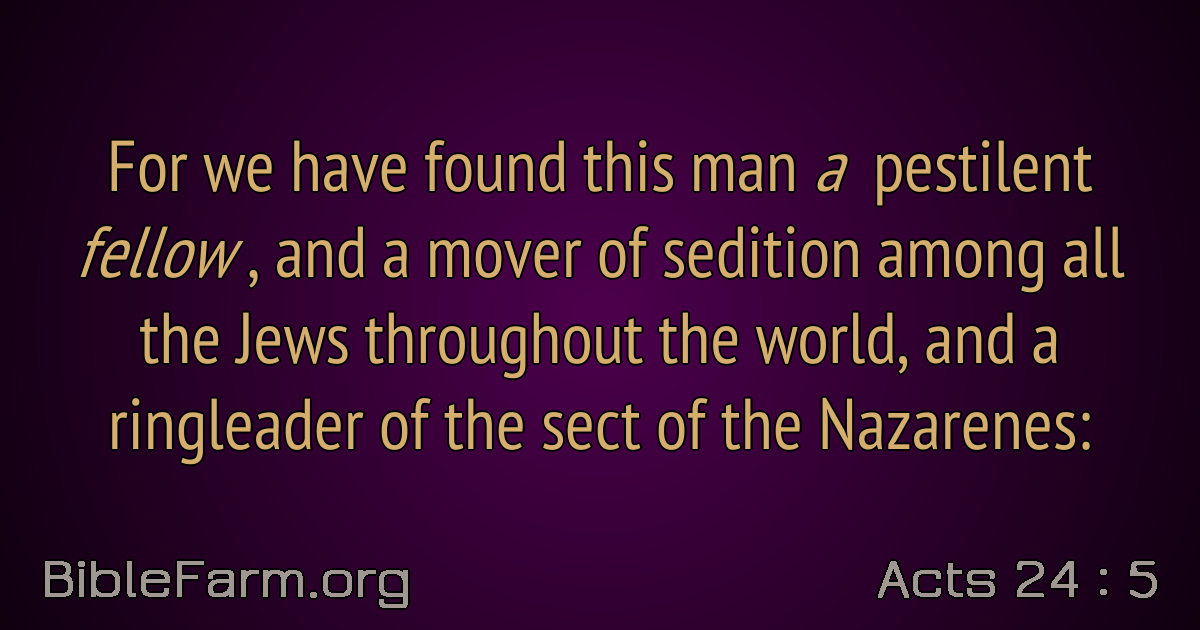 For we have found this man a pestilent
fellow , and a mover of sedition among all
the Jews throughout the world, and a
ringleader of the sect of the Nazarenes:
BibleFarm.org
Acts 24 : 5